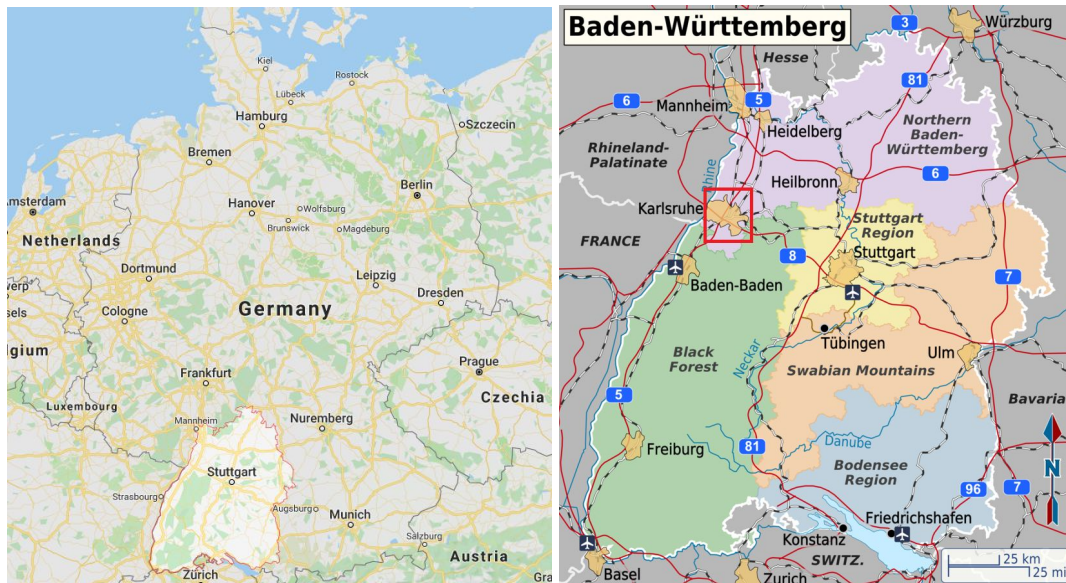 Kiel
Rostock
Lübeck
Hamburg
Szczecin
Bremen
Berlin
Amsterdam
Hanover
Wolfsburg
Brunswick
Magdeburg
Netherlands
Dortmund
Leipzig
Dresden
Cologne
Germany
Prague
Frankfurt
Czechia
Luxembourg
Mannheim
Nuremberg
Stuttgart
Strasbourg
Augsburg
Munich
Salzburg
Austria
Zürich
Baden-Württemberg
3
Würzburg
Hesse
81
6
Mannheim
5
Heidelberg
Northern
Baden-
Württemberg
Rhineland-
Palatinate
Rhine
Heilbronn
6
Karlsruhe
Stuttgart
Region
FRANCE
8
Stuttgart
7
Baden-Baden
Tübingen
Ulm
Black
Forest
Neckar
Swabian Mountains
5
Bavaria
Freiburg
81
Danube
N
Bodensee
Region
96
7
Friedrichshafen
Konstanz
SWITZ.
25 km
25 mi
Basel
Zurich